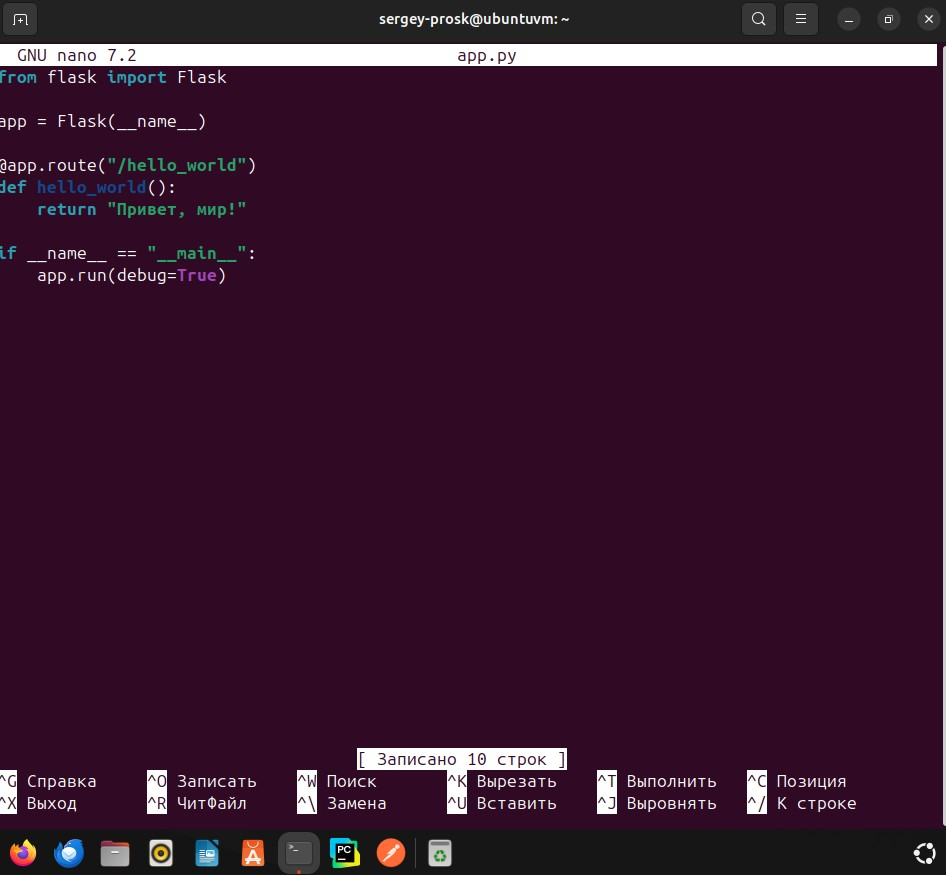 sergey-prosk@ubuntuvm: ~
GNU nano 7.2 app.py
from flask import Flask
app = Flask(__name__)
@app.route("/hello_world")
def hello_world():
    return "Привет, мир!"
if __name__ == "__main__":
    app.run(debug=True)
[ Записано 10 строк ]
^G Справка ^O Записать ^W Поиск ^K Вырезать ^T Выполнить ^C Позиция
^X Выход ^R ЧитФайл ^\ Замена ^U Вставить ^J Выровнять ^/ К строке
PC